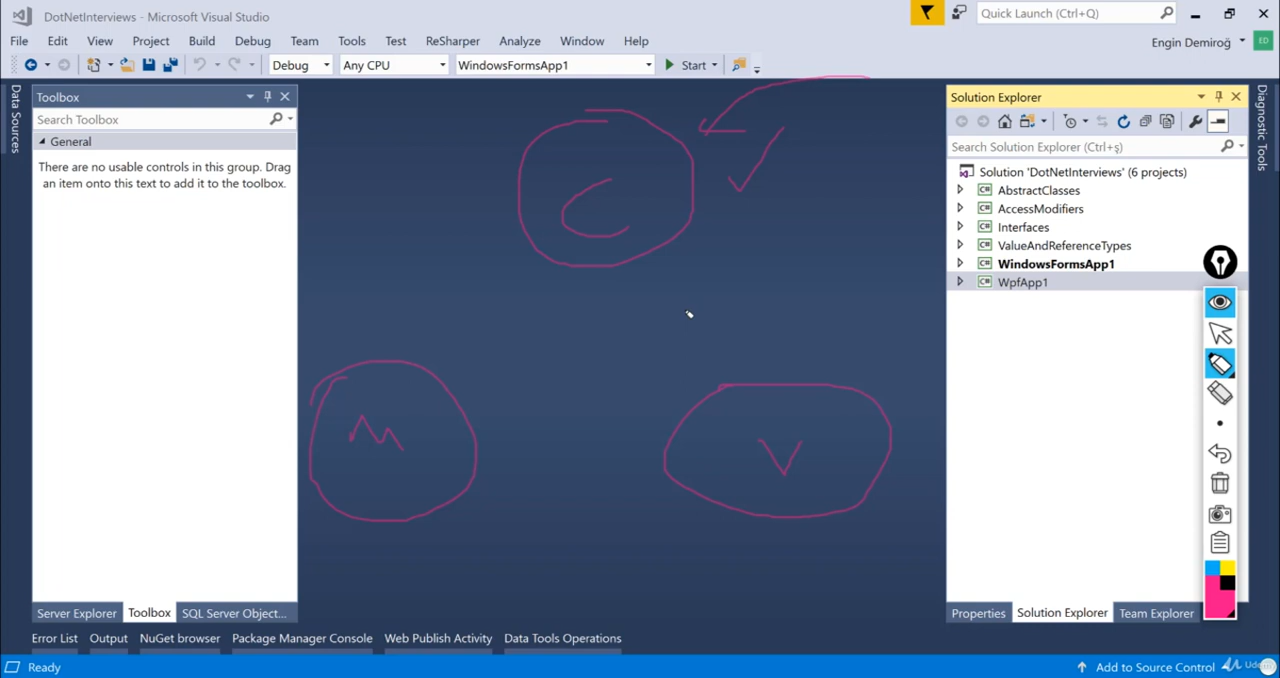 DotNetInterviews - Microsoft Visual Studio
Quick Launch (Ctrl+Q)
File Edit View Project Build Debug Team Tools Test ReSharper Analyze Window Help
Engin Demiroğ ED
Debug Any CPU WindowsFormsApp1 Start
Data Sources
Toolbox
Search Toolbox
General
There are no usable controls in this group. Drag
an item onto this text to add it to the toolbox.
Server Explorer Toolbox SQL Server Object...
C
M
V
Solution Explorer
Search Solution Explorer (Ctrl+ş)
Solution 'DotNetInterviews' (6 projects)
C# AbstractClasses
C# AccessModifiers
C# Interfaces
C# ValueAndReferenceTypes
C# WindowsFormsApp1
C# WpfApp1
Properties Solution Explorer Team Explorer
Diagnostic Tools
Error List Output NuGet browser Package Manager Console Web Publish Activity Data Tools Operations
Ready
Add to Source Control
Udemy